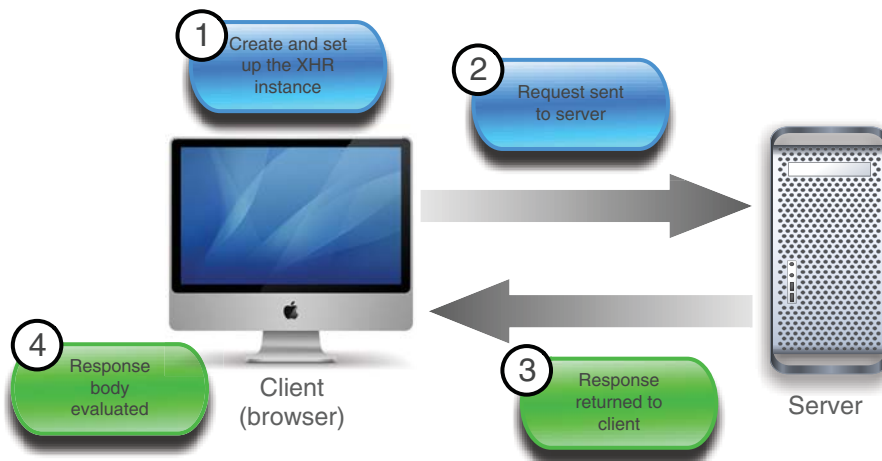 1
Create and set
up the XHR
instance
2
Request sent
to server
3
Response
returned to
client
4
Response
body
evaluated
Client
(browser)
Server